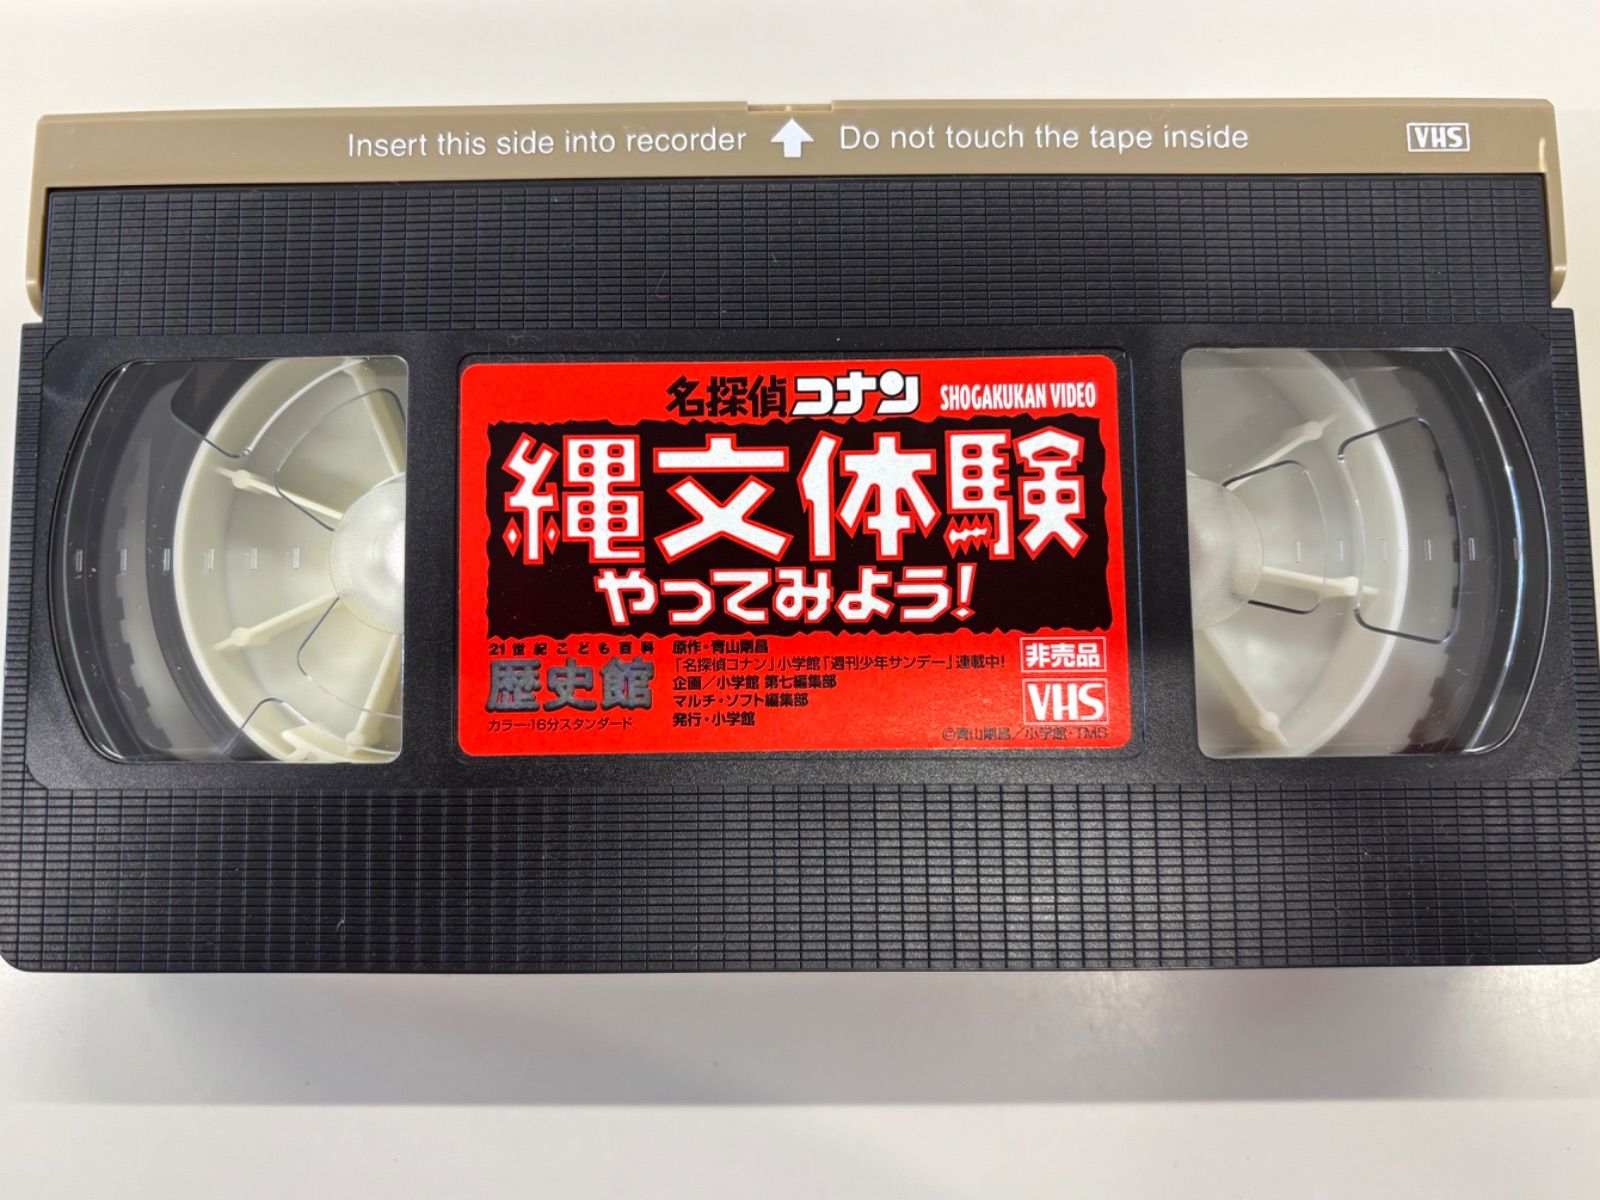 Insert this side into recorder Do not touch the tape inside VHS
名探偵コナン SHOGAKUKAN VIDEO
縄文体験
やってみよう!
21世紀こども百科
歴史館
カラー・16分スタンダード
原作・青山剛昌
「名探偵コナン」小学館「週刊少年サンデー」連載中!
企画/小学館 第七編集部
マルチ・ソフト編集部
発行・小学館
非売品
VHS
©青山剛昌/小学館・TMS